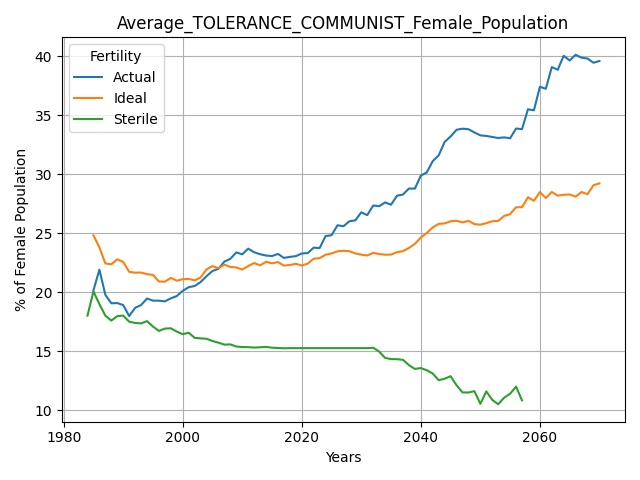 Average_TOLERANCE_COMMUNIST_Female_Population
Fertility
Actual
Ideal
Sterile
% of Female Population
40
35
30
25
20
15
10
1980
2000
2020
2040
2060
Years